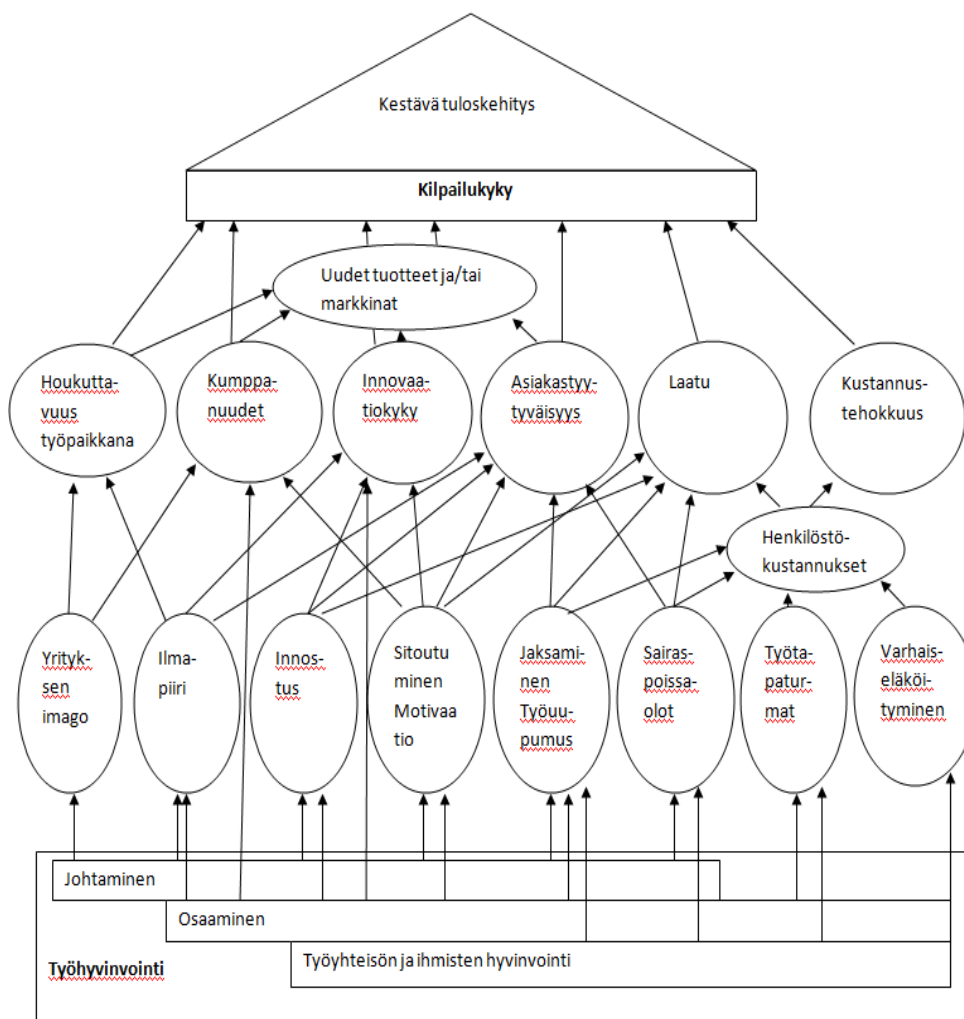 Kestävä tuloskehitys
Kilpailukyky
Uudet tuotteet ja/tai
markkinat
Houkutta-
vuus
työpaikkana
Kumppa-
nuudet
Innovaa-
tiokyky
Asiakastyy-
tyväisyys
Laatu
Kustannus-
tehokkuus
Henkilöstö-
kustannukset
Yrityk-
sen
imago
Ilma-
piiri
Innos-
tus
Sitoutu
minen
Motivaa
tio
Jaksami-
nen
Työuu-
pumus
Sairas-
poissa-
olot
Työta-
patur-
mat
Varhais-
eläköi-
tyminen
Johtaminen
Osaaminen
Työyhteisön ja ihmisten hyvinvointi
Työhyvinvointi